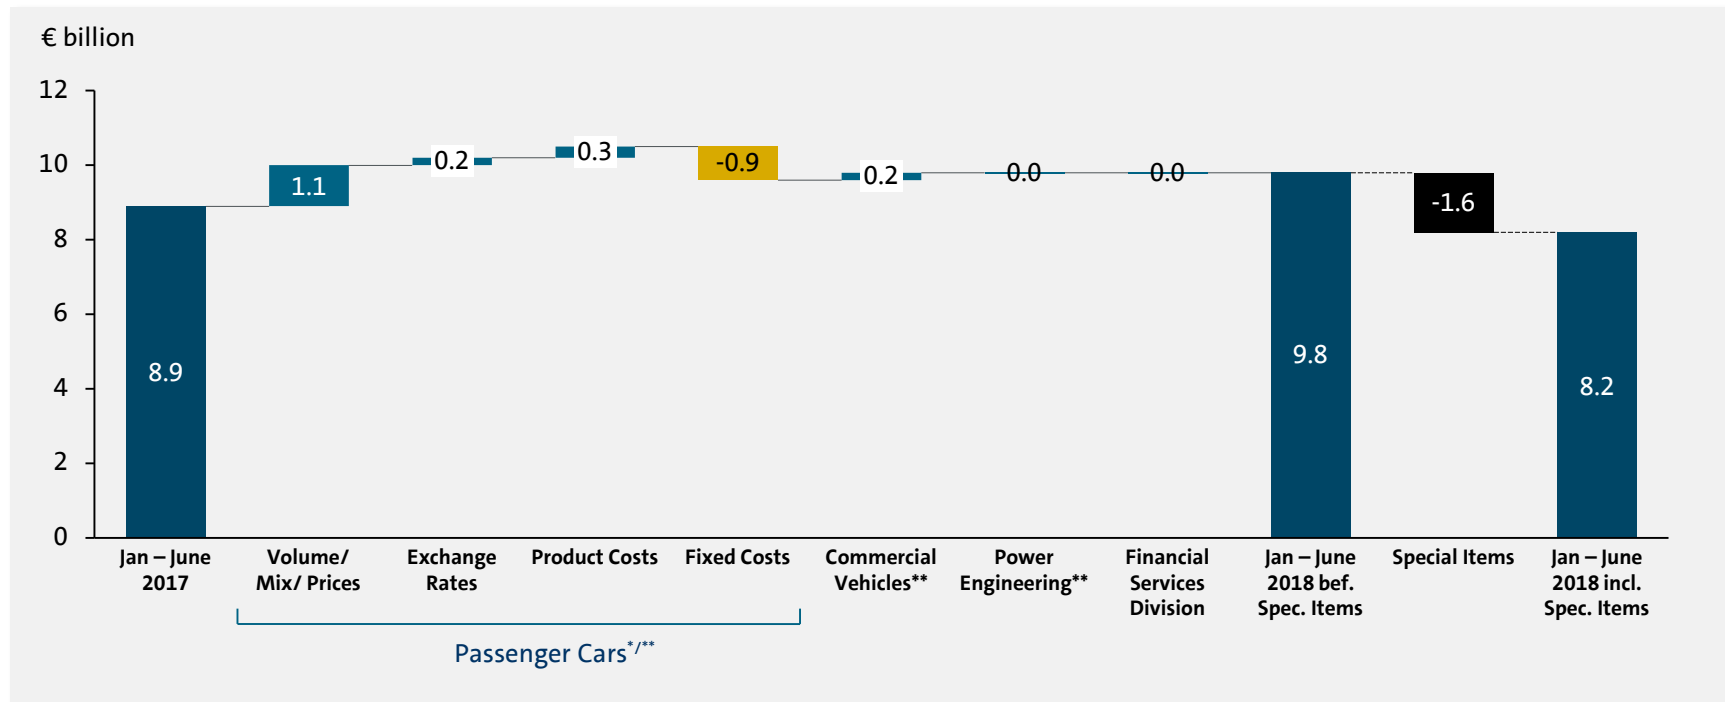 € billion
12
10
8
6
4
2
0
8.9
1.1
0.2
0.3
-0.9
0.2
0.0
0.0
9.8
-1.6
8.2
Jan – June
2017
Volume/
Mix/ Prices
Exchange
Rates
Product Costs
Fixed Costs
Commercial
Vehicles**
Power
Engineering**
Financial
Services
Division
Jan – June
2018 bef.
Spec. Items
Special Items
Jan – June
2018 incl.
Spec. Items
Passenger Cars*/**